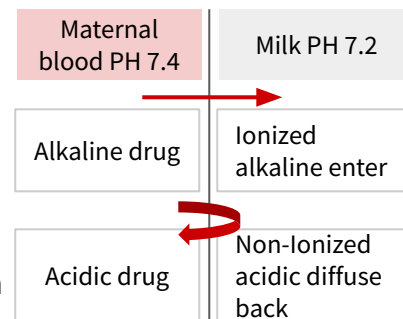 Maternal
blood PH 7.4
Milk PH 7.2
Alkaline drug
Ionized
alkaline enter
Acidic drug
Non-Ionized
acidic diffuse
back